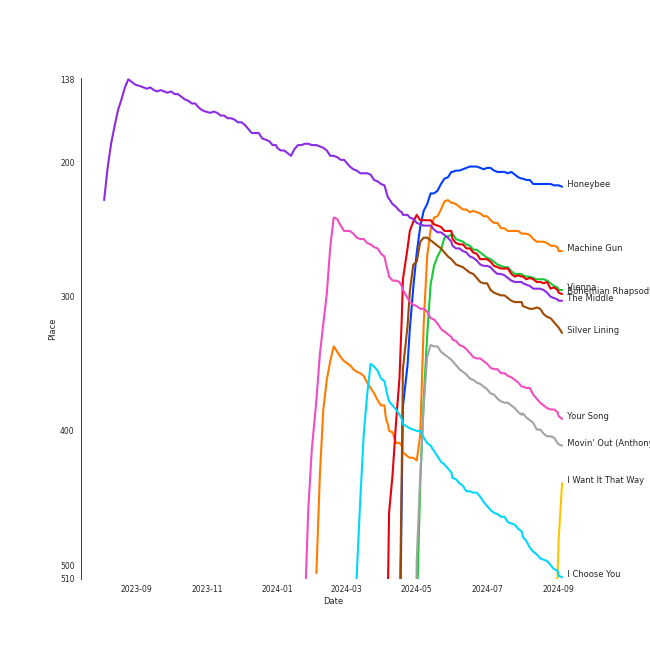 138
200
300
400
500
510
Place
2023-09
2023-11
2024-01
2024-03
2024-05
2024-07
2024-09
Date
Honeybee
Machine Gun
Vienna
Bohemian Rhapsod
The Middle
Silver Lining
Your Song
Movin' Out (Anthony
I Want It That Way
I Choose You